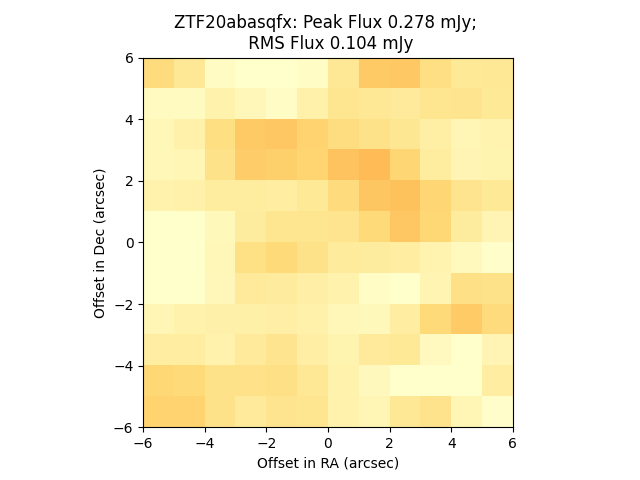 ZTF20abasqfx: Peak Flux 0.278 mJy;
RMS Flux 0.104 mJy
6
4
2
0
−2
−4
−6
Offset in Dec (arcsec)
−6 −4 −2 0 2 4 6
Offset in RA (arcsec)